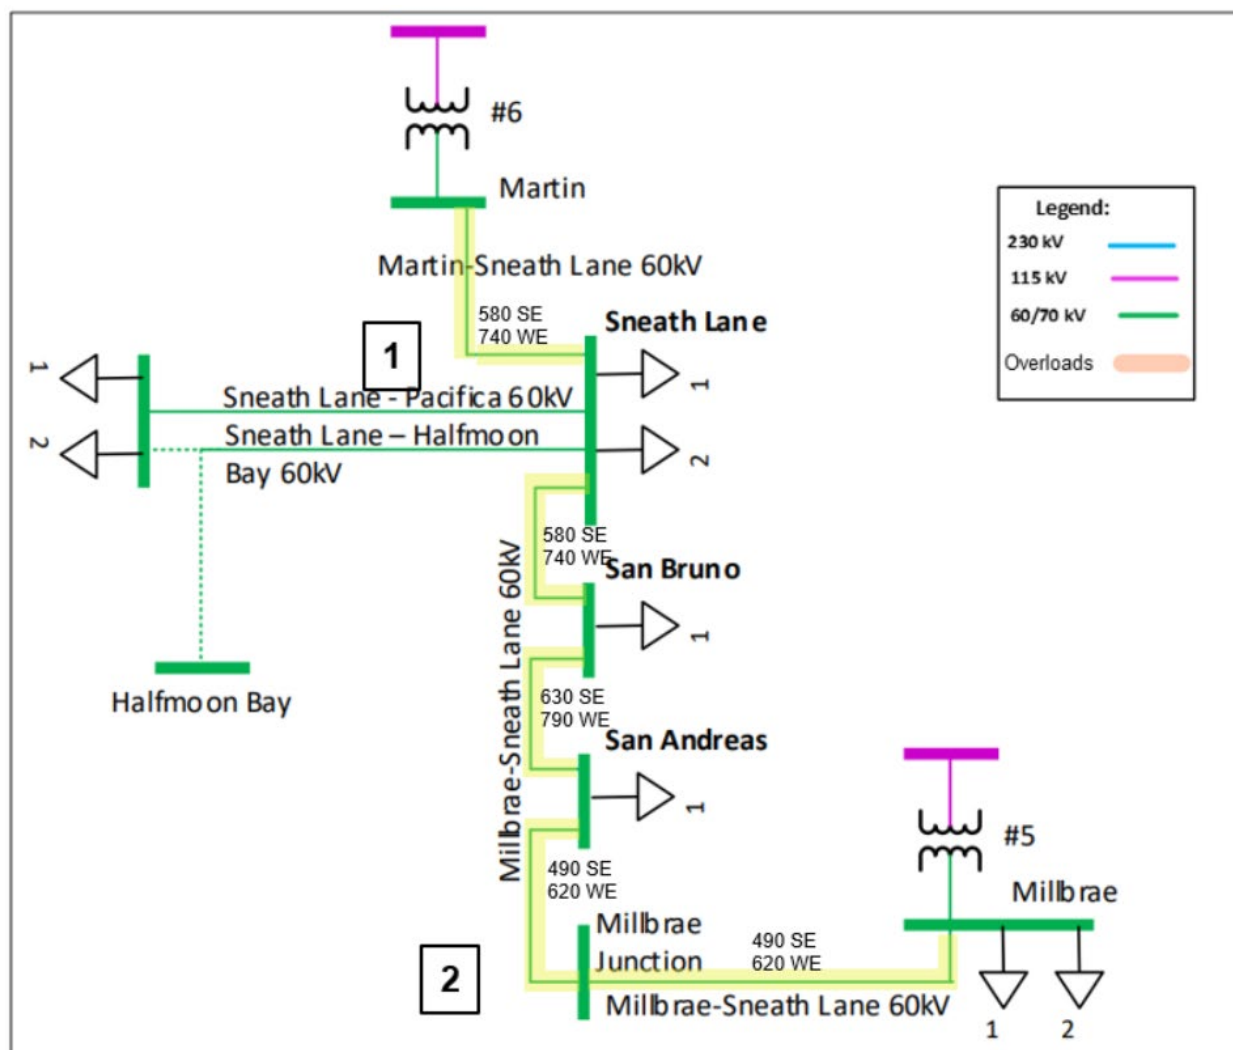 #6
Martin
Legend:
230 kV
115 kV
60/70 kV
Overloads
Martin-Sneath Lane 60kV
580 SE
740 WE
Sneath Lane
1
1
1
Sneath Lane - Pacifica 60kV
2
Sneath Lane – Halfmoon
Bay 60kV
2
580 SE
740 WE
San Bruno
Millbrae-Sneath Lane 60kV
1
Halfmoon Bay
630 SE
790 WE
San Andreas
1
#5
490 SE
620 WE
Millbrae
Millbrae
Junction
490 SE
620 WE
2
Millbrae-Sneath Lane 60kV
1
2